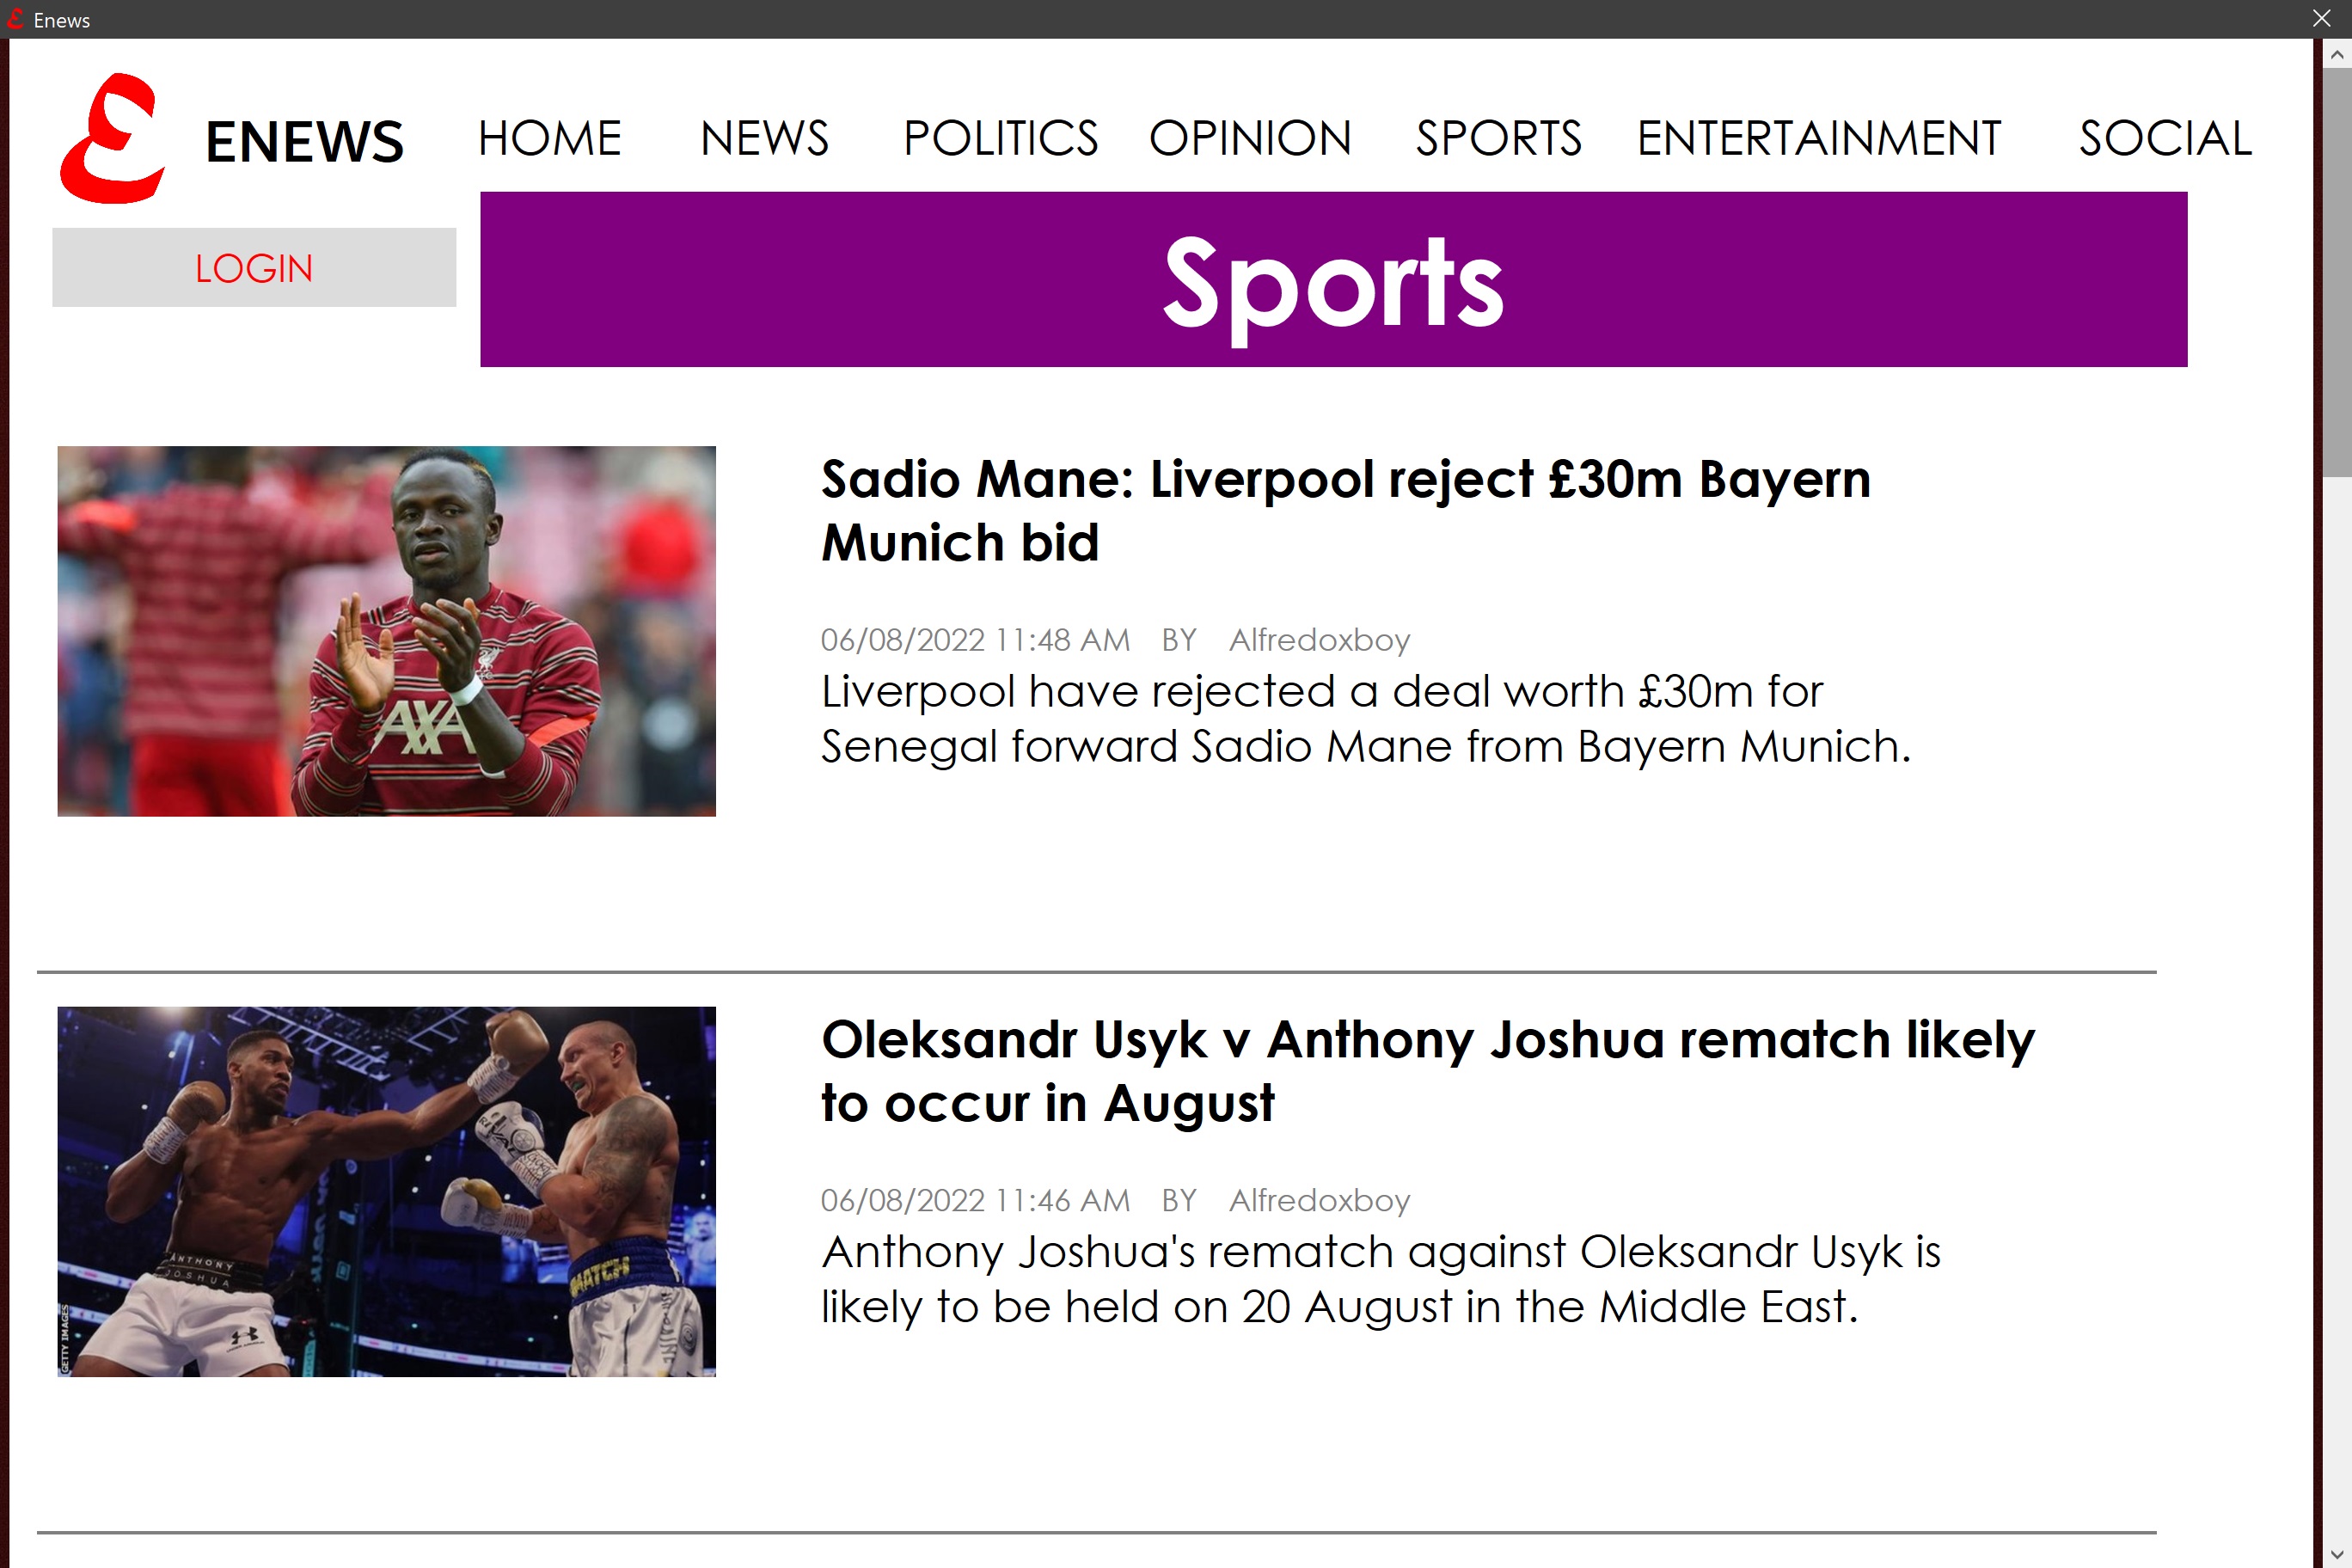 Enews
ENEWS
HOME NEWS POLITICS OPINION SPORTS ENTERTAINMENT SOCIAL
LOGIN
Sports
Sadio Mane: Liverpool reject £30m Bayern
Munich bid
06/08/2022 11:48 AM BY Alfredoxboy
Liverpool have rejected a deal worth £30m for
Senegal forward Sadio Mane from Bayern Munich.
AXA
Oleksandr Usyk v Anthony Joshua rematch likely
to occur in August
06/08/2022 11:46 AM BY Alfredoxboy
Anthony Joshua's rematch against Oleksandr Usyk is
likely to be held on 20 August in the Middle East.
ANTHONY
JOSHUA
GETTY IMAGES